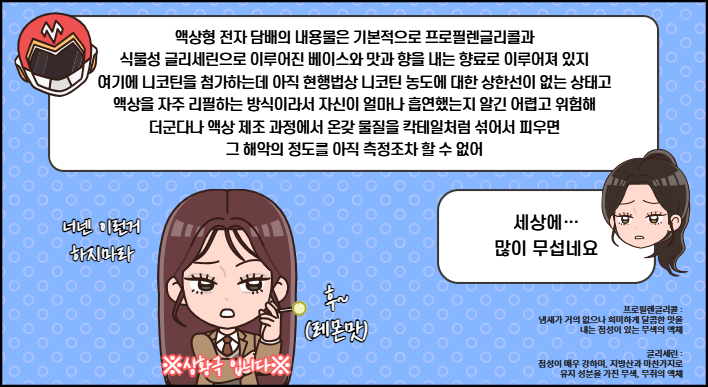 액상형 전자 담배의 내용물은 기본적으로 프로필렌글리콜과
식물성 글리세린으로 이루어진 베이스와 맛과 향을 내는 향료로 이루어져 있지
여기에 니코틴을 첨가하는데 아직 현행법상 니코틴 농도에 대한 상한선이 없는 상태고
액상을 자주 리필하는 방식이라서 자신이 얼마나 흡연했는지 알긴 어렵고 위험해
더군다나 액상 제조 과정에서 온갖 물질을 칵테일처럼 섞어서 피우면
그 해악의 정도를 아직 측정조차 할 수 없어
세상에…
많이 무섭네요
너넨 이런거
하지마라
후~
(레몬맛)
※상황극 입니다※
프로필렌글리콜 :
냄새가 거의 없으나 희미하게 달콤한 맛을
내는 점성이 있는 무색의 액체
글리세린 :
점성이 매우 강하며, 지방산과 마찬가지로
유지 성분을 가진 무색, 무취의 액체